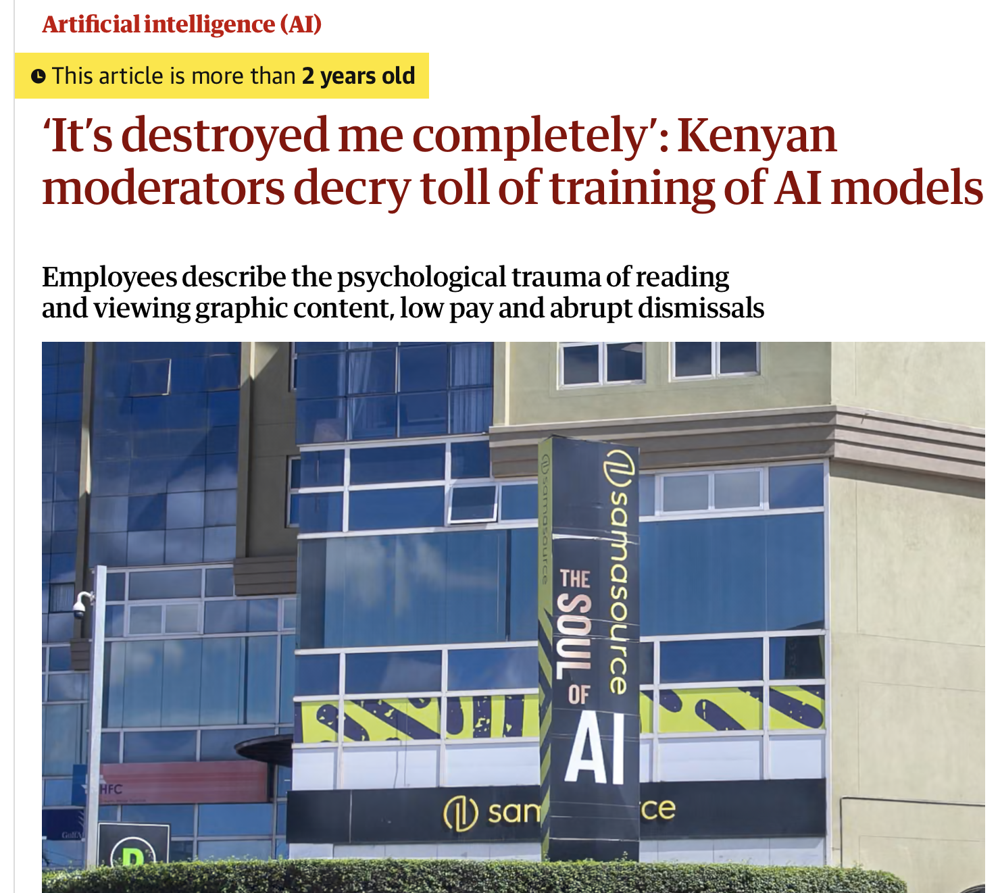 Artificial intelligence (AI)
This article is more than 2 years old
‘It’s destroyed me completely’: Kenyan
moderators decry toll of training of AI models
Employees describe the psychological trauma of reading
and viewing graphic content, low pay and abrupt dismissals
samasource
samasource
THE
SOUL
OF
AI
HFC
sam
rce